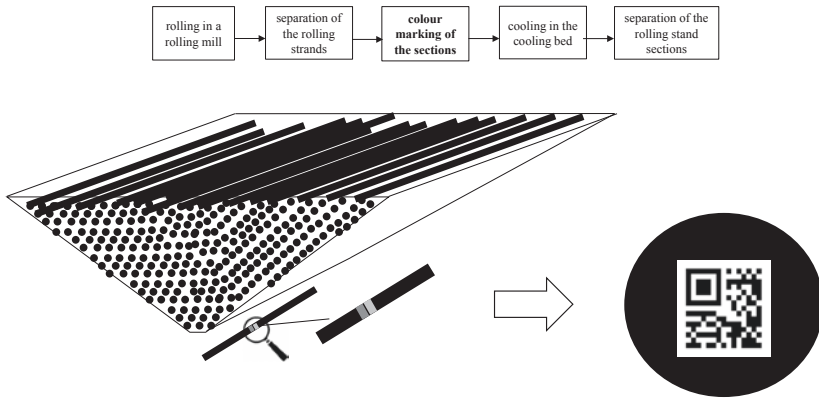 rolling in a
rolling mill
separation of
the rolling
strands
colour
marking of
the sections
cooling in the
cooling bed
separation of the
rolling stand
sections